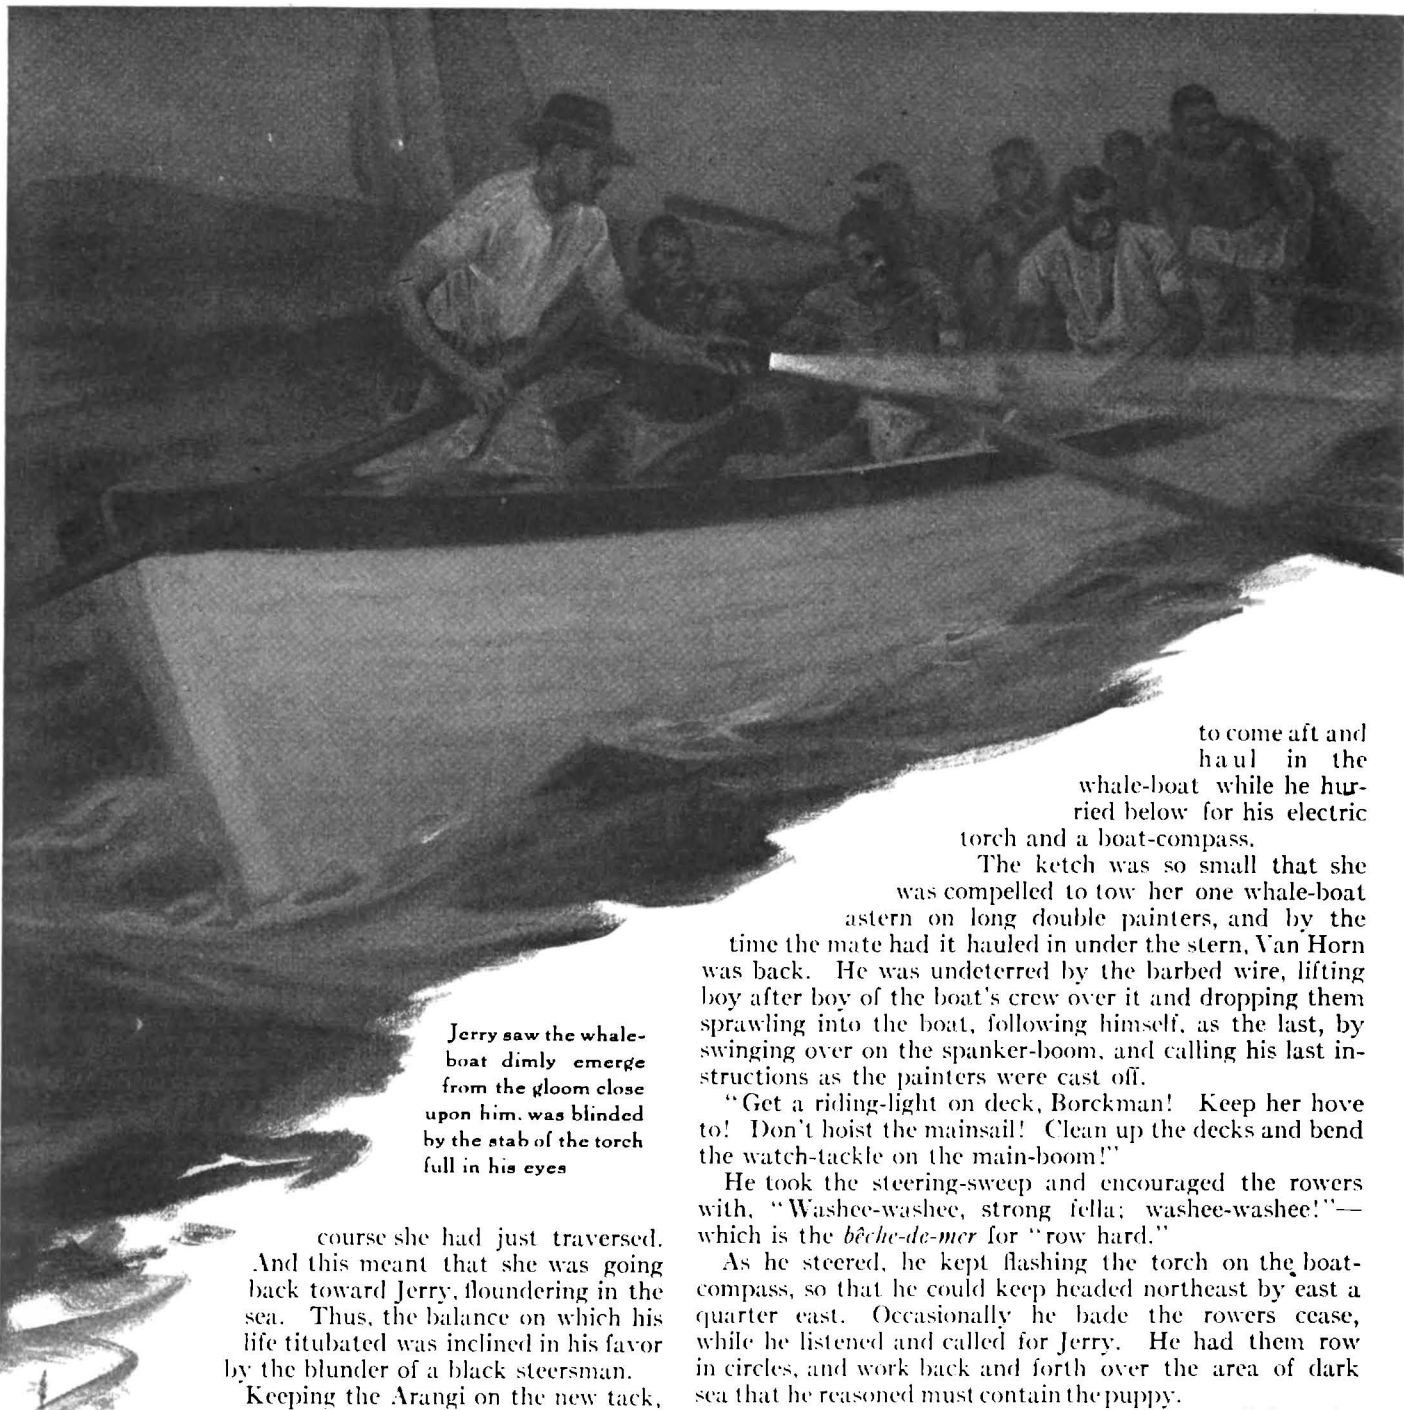 Jerry saw the whale-
boat dimly emerge
from the gloom close
upon him, was blinded
by the stab of the torch
full in his eyes
course she had just traversed.
And this meant that she was going
back toward Jerry, floundering in the
sea. Thus, the balance on which his
life titubated was inclined in his favor
by the blunder of a black steersman.
Keeping the Arangi on the new tack,
to come aft and
haul in the
whale-boat while he hur-
ried below for his electric
torch and a boat-compass.
The ketch was so small that she
was compelled to tow her one whale-boat
astern on long double painters, and by the
time the mate had it hauled in under the stern, Van Horn
was back. He was undeterred by the barbed wire, lifting
boy after boy of the boat's crew over it and dropping them
sprawling into the boat, following himself, as the last, by
swinging over on the spanker-boom, and calling his last in-
structions as the painters were cast off.
"Get a riding-light on deck, Borckman! Keep her hove
to! Don't hoist the mainsail! Clean up the decks and bend
the watch-tackle on the main-boom!"
He took the steering-sweep and encouraged the rowers
with, "Washee-washee, strong fella; washee-washee!"—
which is the bêche-de-mer for "row hard."
As he steered, he kept flashing the torch on the boat-
compass, so that he could keep headed northeast by east a
quarter east. Occasionally he bade the rowers cease,
while he listened and called for Jerry. He had them row
in circles, and work back and forth over the area of dark
sea that he reasoned must contain the puppy.